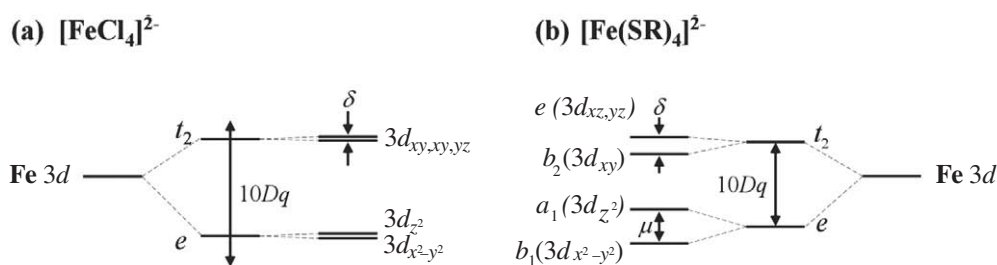 (a) [FeCl₄]²⁻
(b) [Fe(SR)₄]²⁻
Fe 3d
t₂
10Dq
e
δ
3dxy,xy,yz
3dz²
3dx²-y²
e (3dxz,yz)
δ
b₂(3dxy)
a₁(3dz²)
μ
b₁(3dx²-y²)
t₂
10Dq
e
Fe 3d